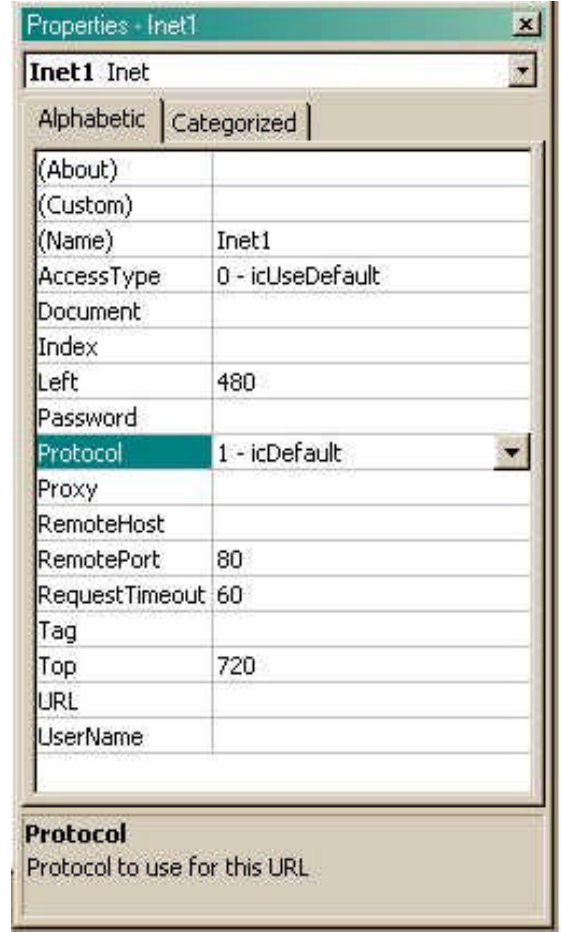 Properties - Inet1
Inet1 Inet
Alphabetic Categorized
(About)
(Custom)
(Name) Inet1
AccessType 0 - icUseDefault
Document
Index
Left 480
Password
Protocol 1 - icDefault
Proxy
RemoteHost
RemotePort 80
RequestTimeout 60
Tag
Top 720
URL
UserName
Protocol
Protocol to use for this URL